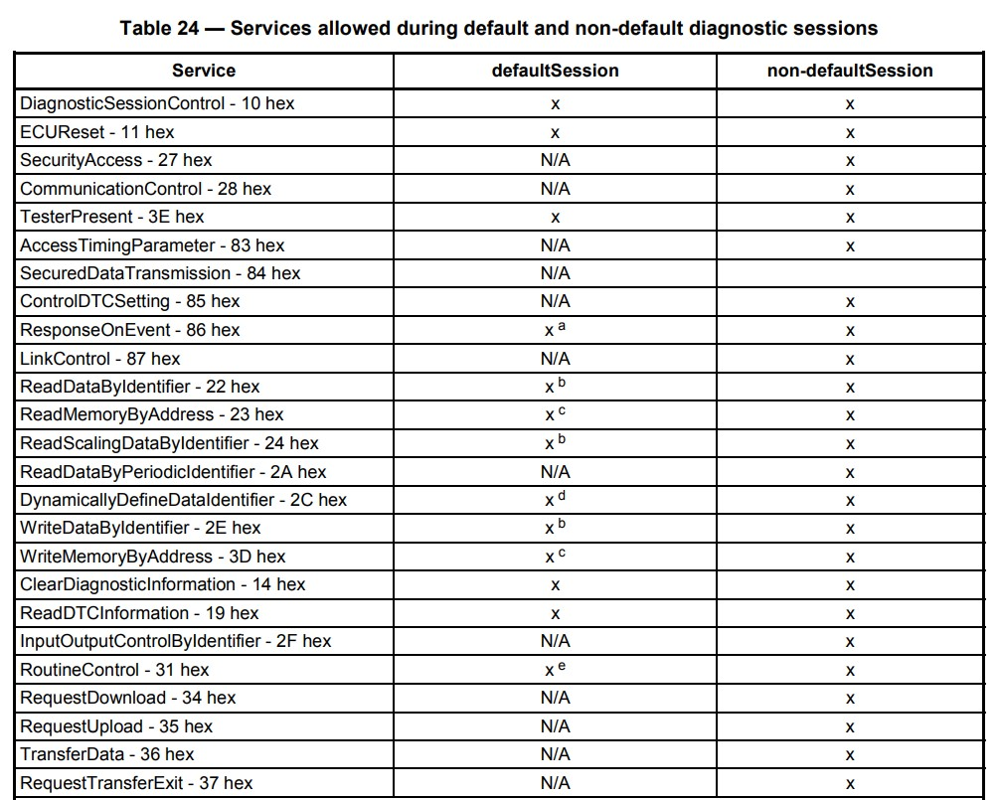 Table 24 — Services allowed during default and non-default diagnostic sessions
Service defaultSession non-defaultSession
DiagnosticSessionControl - 10 hex x x
ECUReset - 11 hex x x
SecurityAccess - 27 hex N/A x
CommunicationControl - 28 hex N/A x
TesterPresent - 3E hex x x
AccessTimingParameter - 83 hex N/A x
SecuredDataTransmission - 84 hex N/A
ControlDTCSetting - 85 hex N/A x
ResponseOnEvent - 86 hex x a x
LinkControl - 87 hex N/A x
ReadDataByIdentifier - 22 hex x b x
ReadMemoryByAddress - 23 hex x c x
ReadScalingDataByIdentifier - 24 hex x b x
ReadDataByPeriodicIdentifier - 2A hex N/A x
DynamicallyDefineDataIdentifier - 2C hex x d x
WriteDataByIdentifier - 2E hex x b x
WriteMemoryByAddress - 3D hex x c x
ClearDiagnosticInformation - 14 hex x x
ReadDTCInformation - 19 hex x x
InputOutputControlByIdentifier - 2F hex N/A x
RoutineControl - 31 hex x e x
RequestDownload - 34 hex N/A x
RequestUpload - 35 hex N/A x
TransferData - 36 hex N/A x
RequestTransferExit - 37 hex N/A x